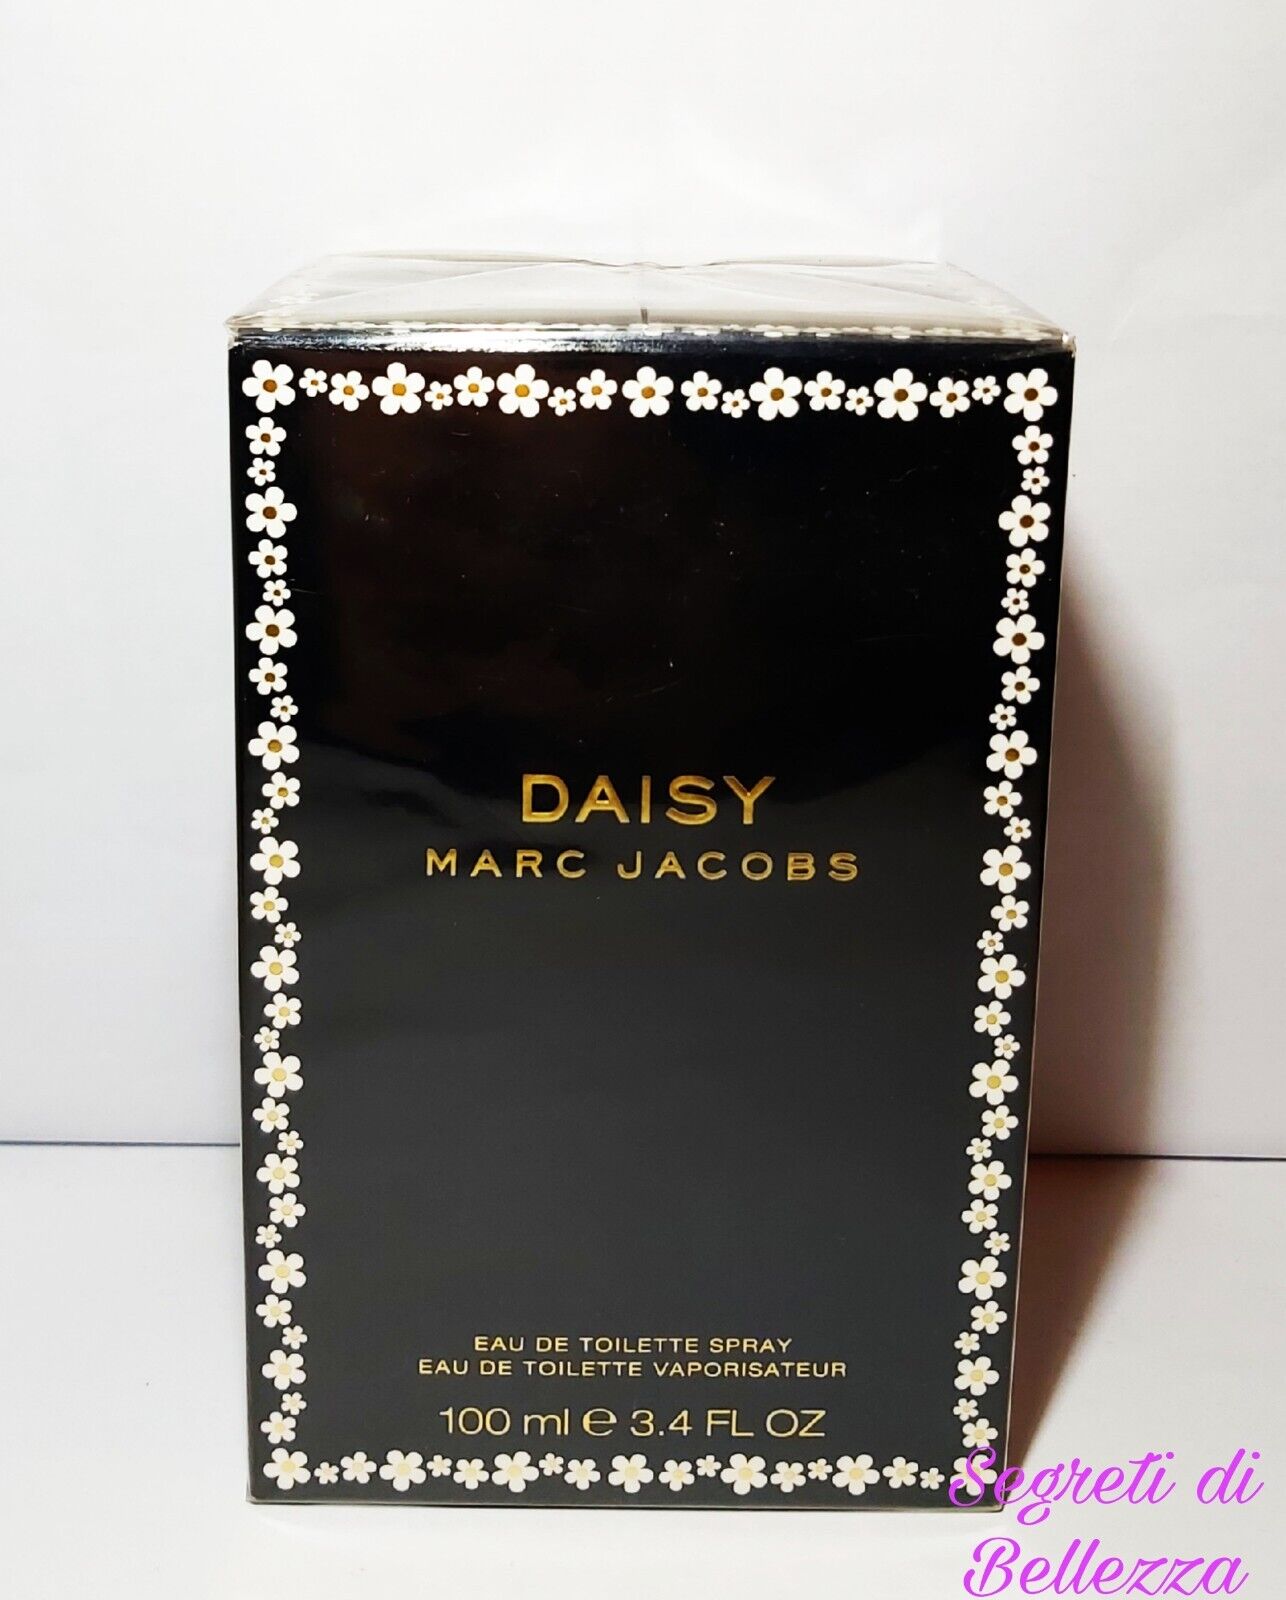 DAISY
MARC JACOBS
EAU DE TOILETTE SPRAY
EAU DE TOILETTE VAPORISATEUR
100 ml ℮ 3.4 FL OZ
Segreti di
Bellezza